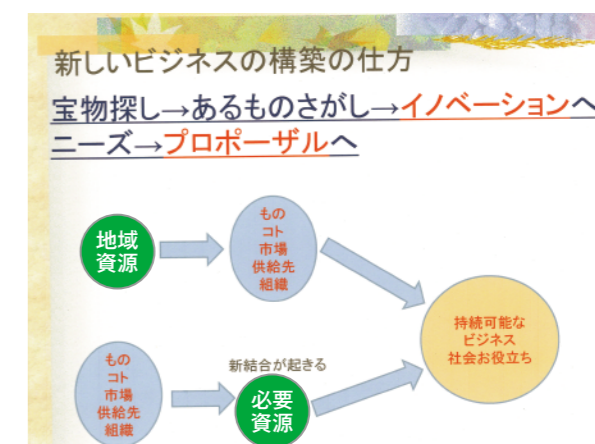 新しいビジネスの構築の仕方
宝物探し→あるものさがし→イノベーションへ
ニーズ→プロポーザルへ
地域
資源
もの
コト
市場
供給先
組織
持続可能な
ビジネス
社会お役立ち
もの
コト
市場
供給先
組織
新結合が起きる
必要
資源